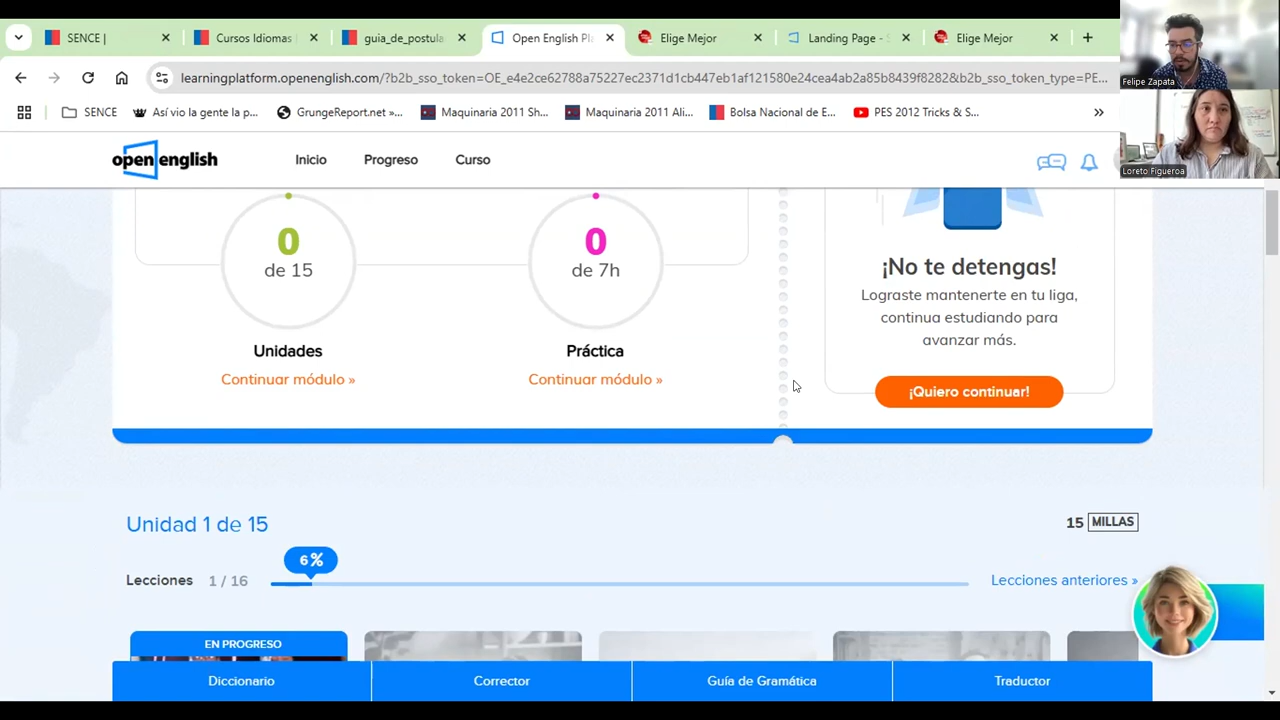 SENCE |
Cursos Idiomas
guia_de_postula
Open English Pla
Elige Mejor
Landing Page - S
Elige Mejor
learningplatform.openenglish.com/?b2b_sso_token=OE_e4e2ce62788a75227ec2371d1cb447eb1af121580e24cea4ab2a85b8439f8282&b2b_sso_token_type=PE...
SENCE
Así vio la gente la p...
GrungeReport.net »...
Maquinaria 2011 Sh...
Maquinaria 2011 Ali...
Bolsa Nacional de E...
PES 2012 Tricks & S...
»
Felipe Zapata
Loreto Figueroa
open english
Inicio
Progreso
Curso
0
de 15
Unidades
Continuar módulo »
0
de 7h
Práctica
Continuar módulo »
¡No te detengas!
Lograste mantenerte en tu liga,
continua estudiando para
avanzar más.
¡Quiero continuar!
Unidad 1 de 15
15 MILLAS
6%
Lecciones 1 / 16
Lecciones anteriores »
EN PROGRESO
Diccionario
Corrector
Guía de Gramática
Traductor